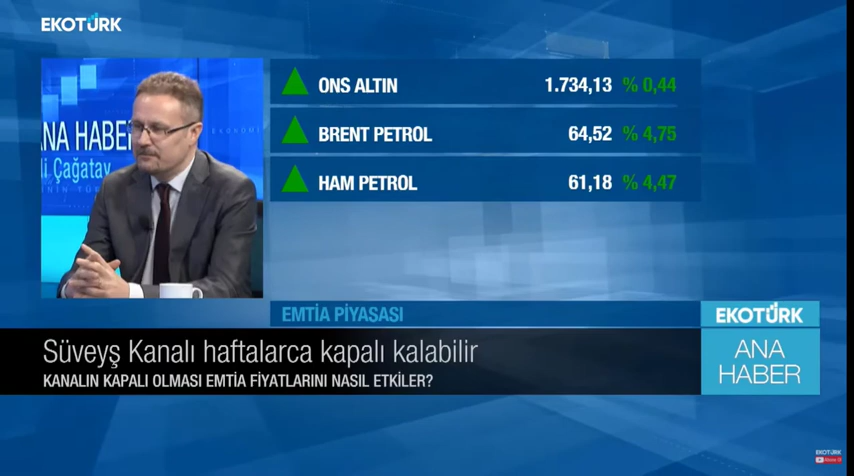 EKOTÜRK
ANA HABER
Çağatay
ONS ALTIN 1.734,13 % 0,44
BRENT PETROL 64,52 % 4,75
HAM PETROL 61,18 % 4,47
EMTİA PİYASASI
EKOTÜRK
Süveyş Kanalı haftalarca kapalı kalabilir
KANALIN KAPALI OLMASI EMTİA FİYATLARINI NASIL ETKİLER?
ANA
HABER
EKOTÜRK